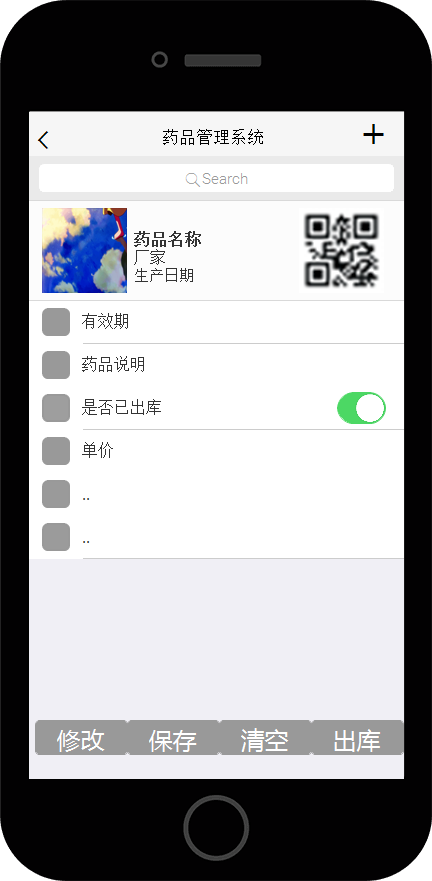 药品管理系统
Search
药品名称
厂家
生产日期
有效期
药品说明
是否已出库
单价
..
..
修改 保存 清空 出库